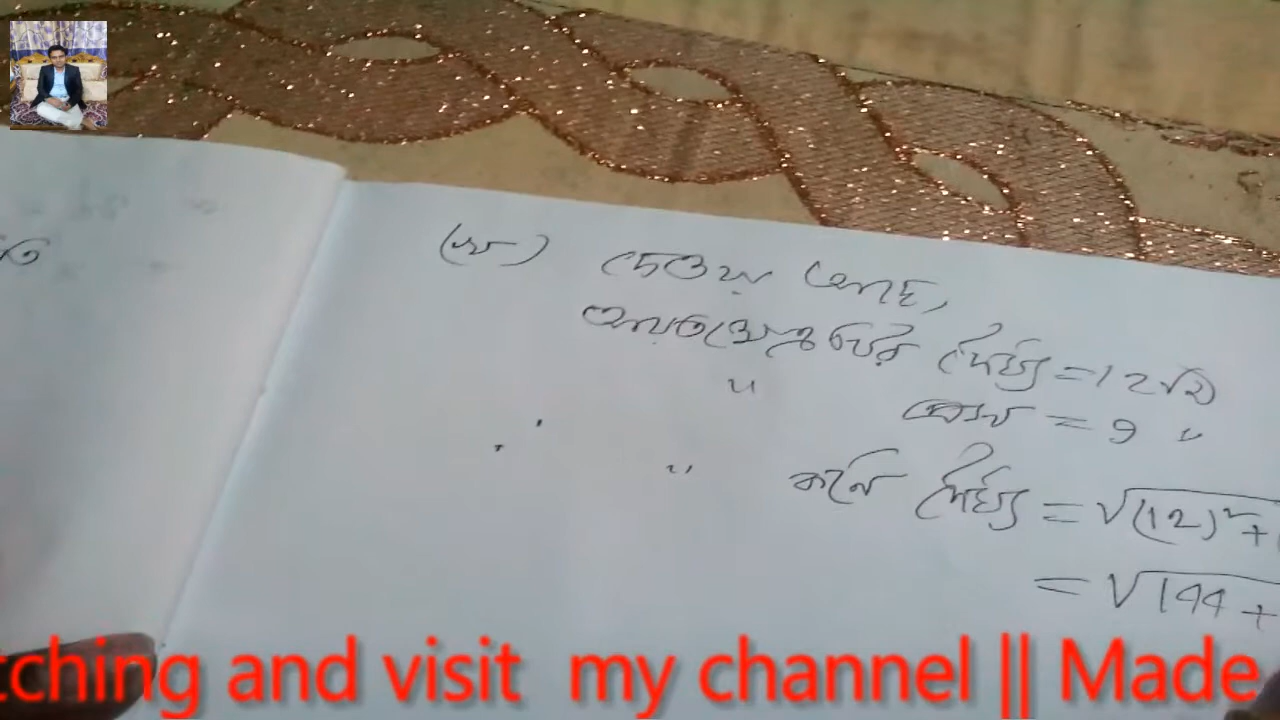 তি
(খ) দেওয়া আছে,
আয়তক্ষেত্রটির দৈর্ঘ্য = 12 মি
" প্রস্থ = 9 "
∴ " কর্ণের দৈর্ঘ্য = √(12)² +
= √144 +
tching and visit my channel || Made